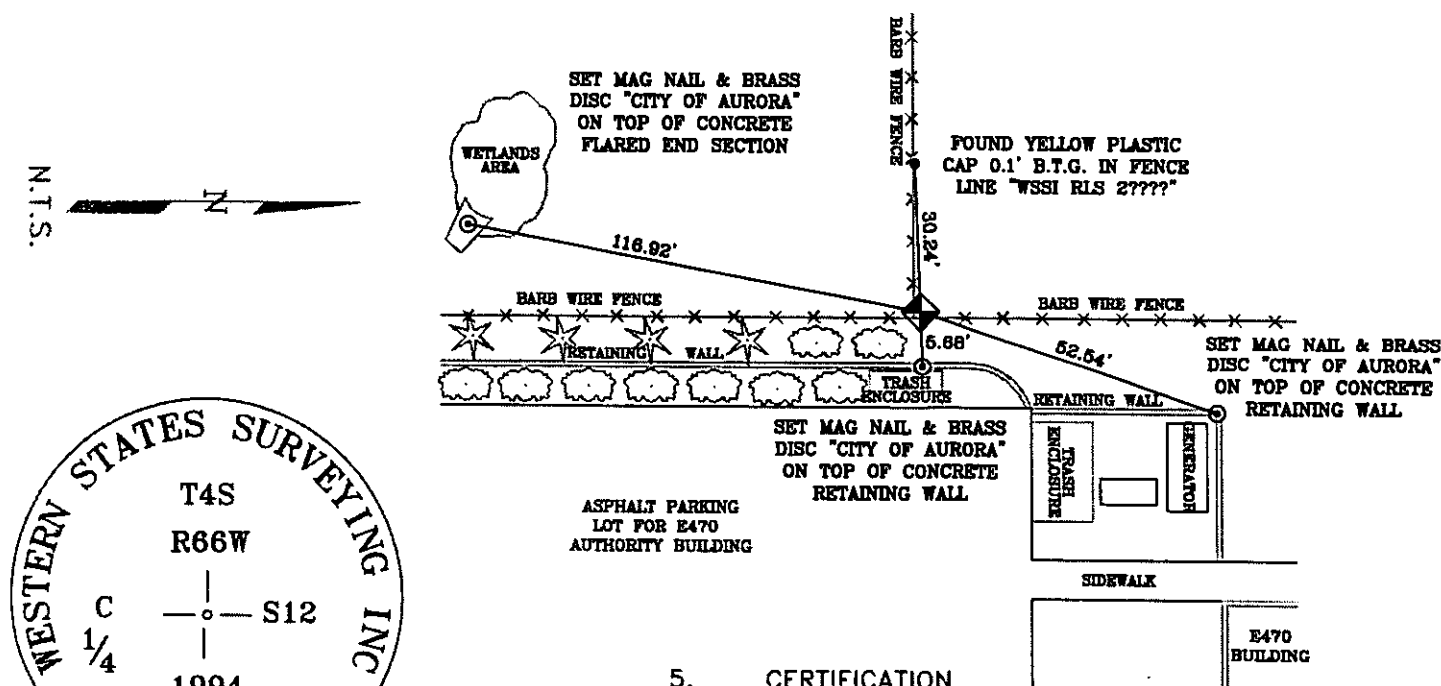 SET MAG NAIL & BRASS
DISC "CITY OF AURORA"
ON TOP OF CONCRETE
FLARED END SECTION
WETLANDS
AREA
BARB WIRE FENCE
FOUND YELLOW PLASTIC
CAP 0.1' B.T.G. IN FENCE
LINE "WSSI RLS 2????"
N.T.S.
N
116.92'
30.24'
BARB WIRE FENCE
BARB WIRE FENCE
5.68'
52.54'
RETAINING WALL
TRASH
ENCLOSURE
SET MAG NAIL & BRASS
DISC "CITY OF AURORA"
ON TOP OF CONCRETE
RETAINING WALL
RETAINING WALL
SET MAG NAIL & BRASS
DISC "CITY OF AURORA"
ON TOP OF CONCRETE
RETAINING WALL
TRASH
ENCLOSURE
GENERATOR
ASPHALT PARKING
LOT FOR E470
AUTHORITY BUILDING
SIDEWALK
E470
BUILDING
WESTERN STATES SURVEYING INC
T4S
R66W
C
1/4
S12
1994
5. CERTIFICATION